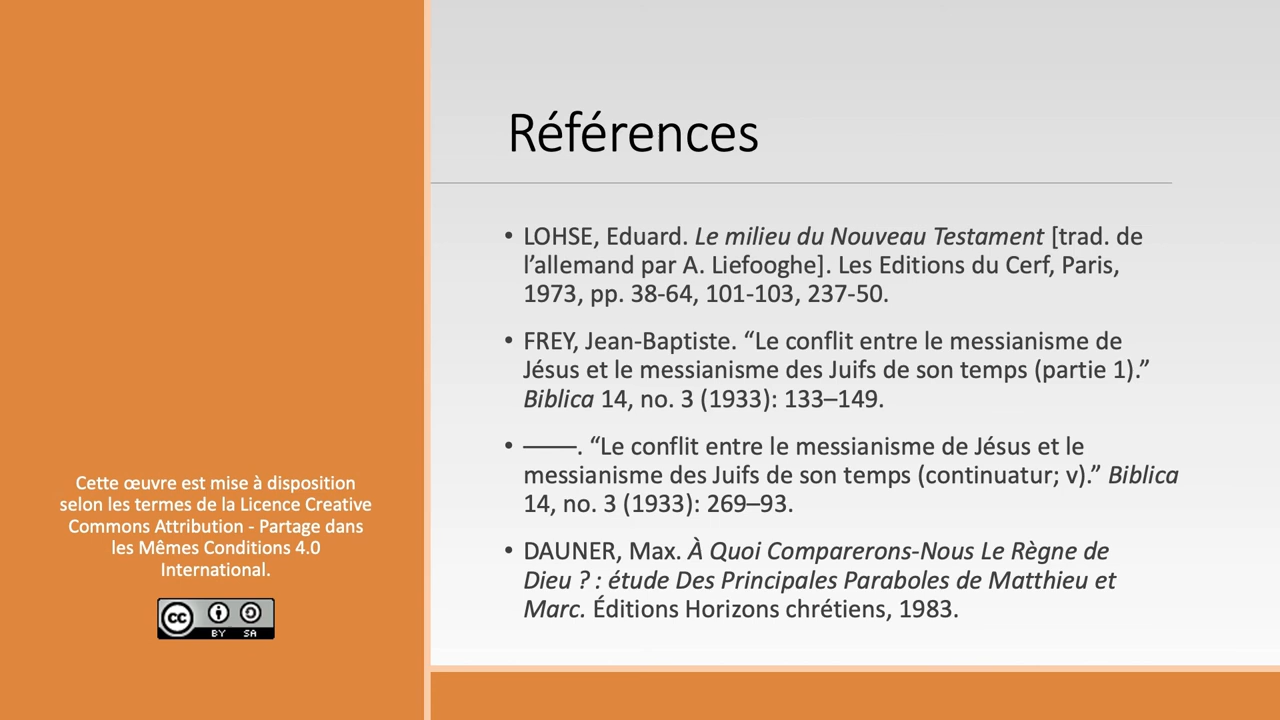 Références
• LOHSE, Eduard. Le milieu du Nouveau Testament [trad. de
l’allemand par A. Liefooghe]. Les Editions du Cerf, Paris,
1973, pp. 38-64, 101-103, 237-50.
• FREY, Jean-Baptiste. “Le conflit entre le messianisme de
Jésus et le messianisme des Juifs de son temps (partie 1).”
Biblica 14, no. 3 (1933): 133–149.
• ——. “Le conflit entre le messianisme de Jésus et le
messianisme des Juifs de son temps (continuatur; v).” Biblica
14, no. 3 (1933): 269–93.
• DAUNER, Max. À Quoi Comparerons-Nous Le Règne de
Dieu ? : étude Des Principales Paraboles de Matthieu et
Marc. Éditions Horizons chrétiens, 1983.
Cette œuvre est mise à disposition
selon les termes de la Licence Creative
Commons Attribution - Partage dans
les Mêmes Conditions 4.0
International.
cc
BY SA